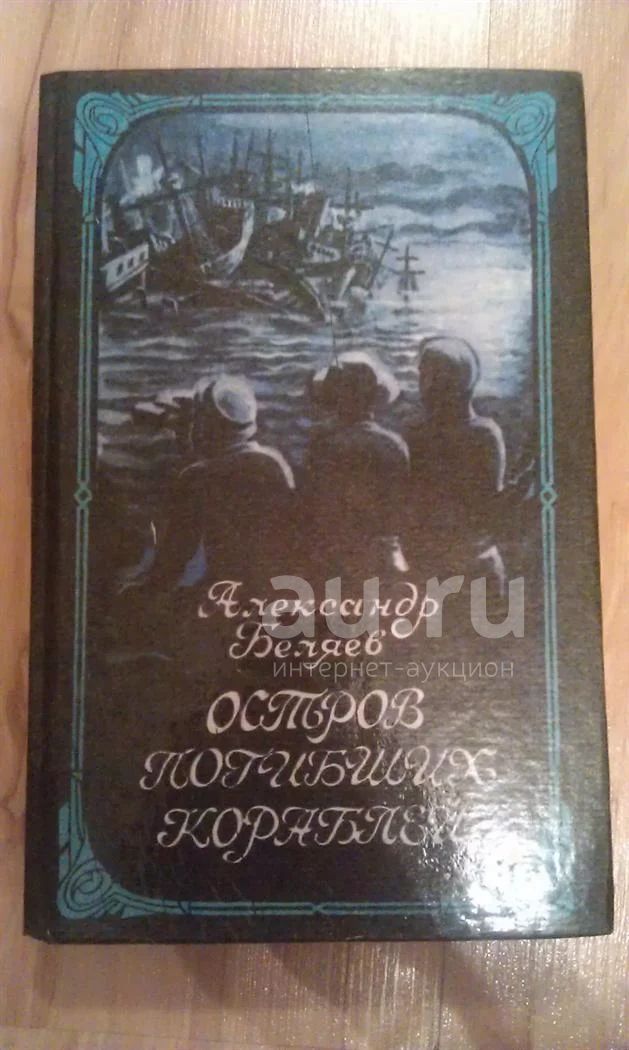 Александр
Беляев
ОСТРОВ
ПОГИБШИХ
КОРАБЛЕЙ
au.ru
интернет-аукцион